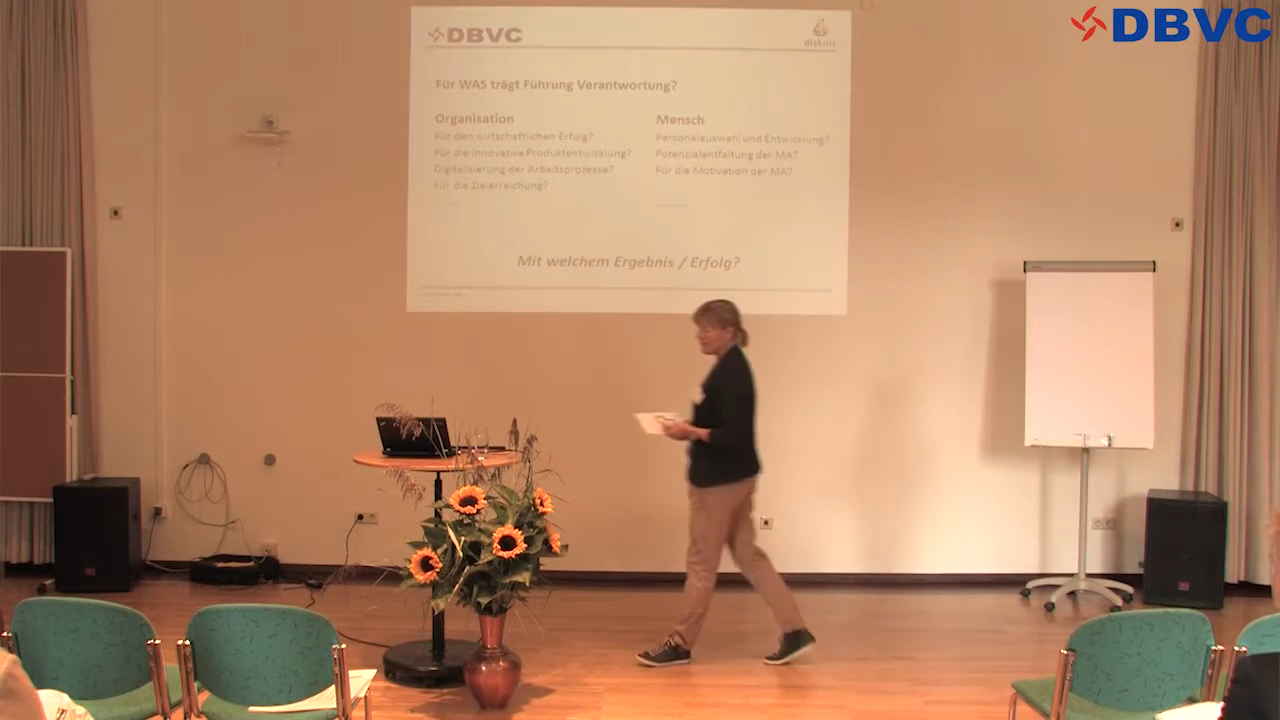 DBVC
DBVC
diskurs
Für WAS trägt Führung Verantwortung?
Organisation
Für den wirtschaftlichen Erfolg?
Für die innovative Produktentwicklung?
Digitalisierung der Arbeitsprozesse?
Für die Zielerreichung?
Mensch
Personalauswahl und Entwicklung?
Potenzialentfaltung der MA?
Für die Motivation der MA?
Mit welchem Ergebnis / Erfolg?